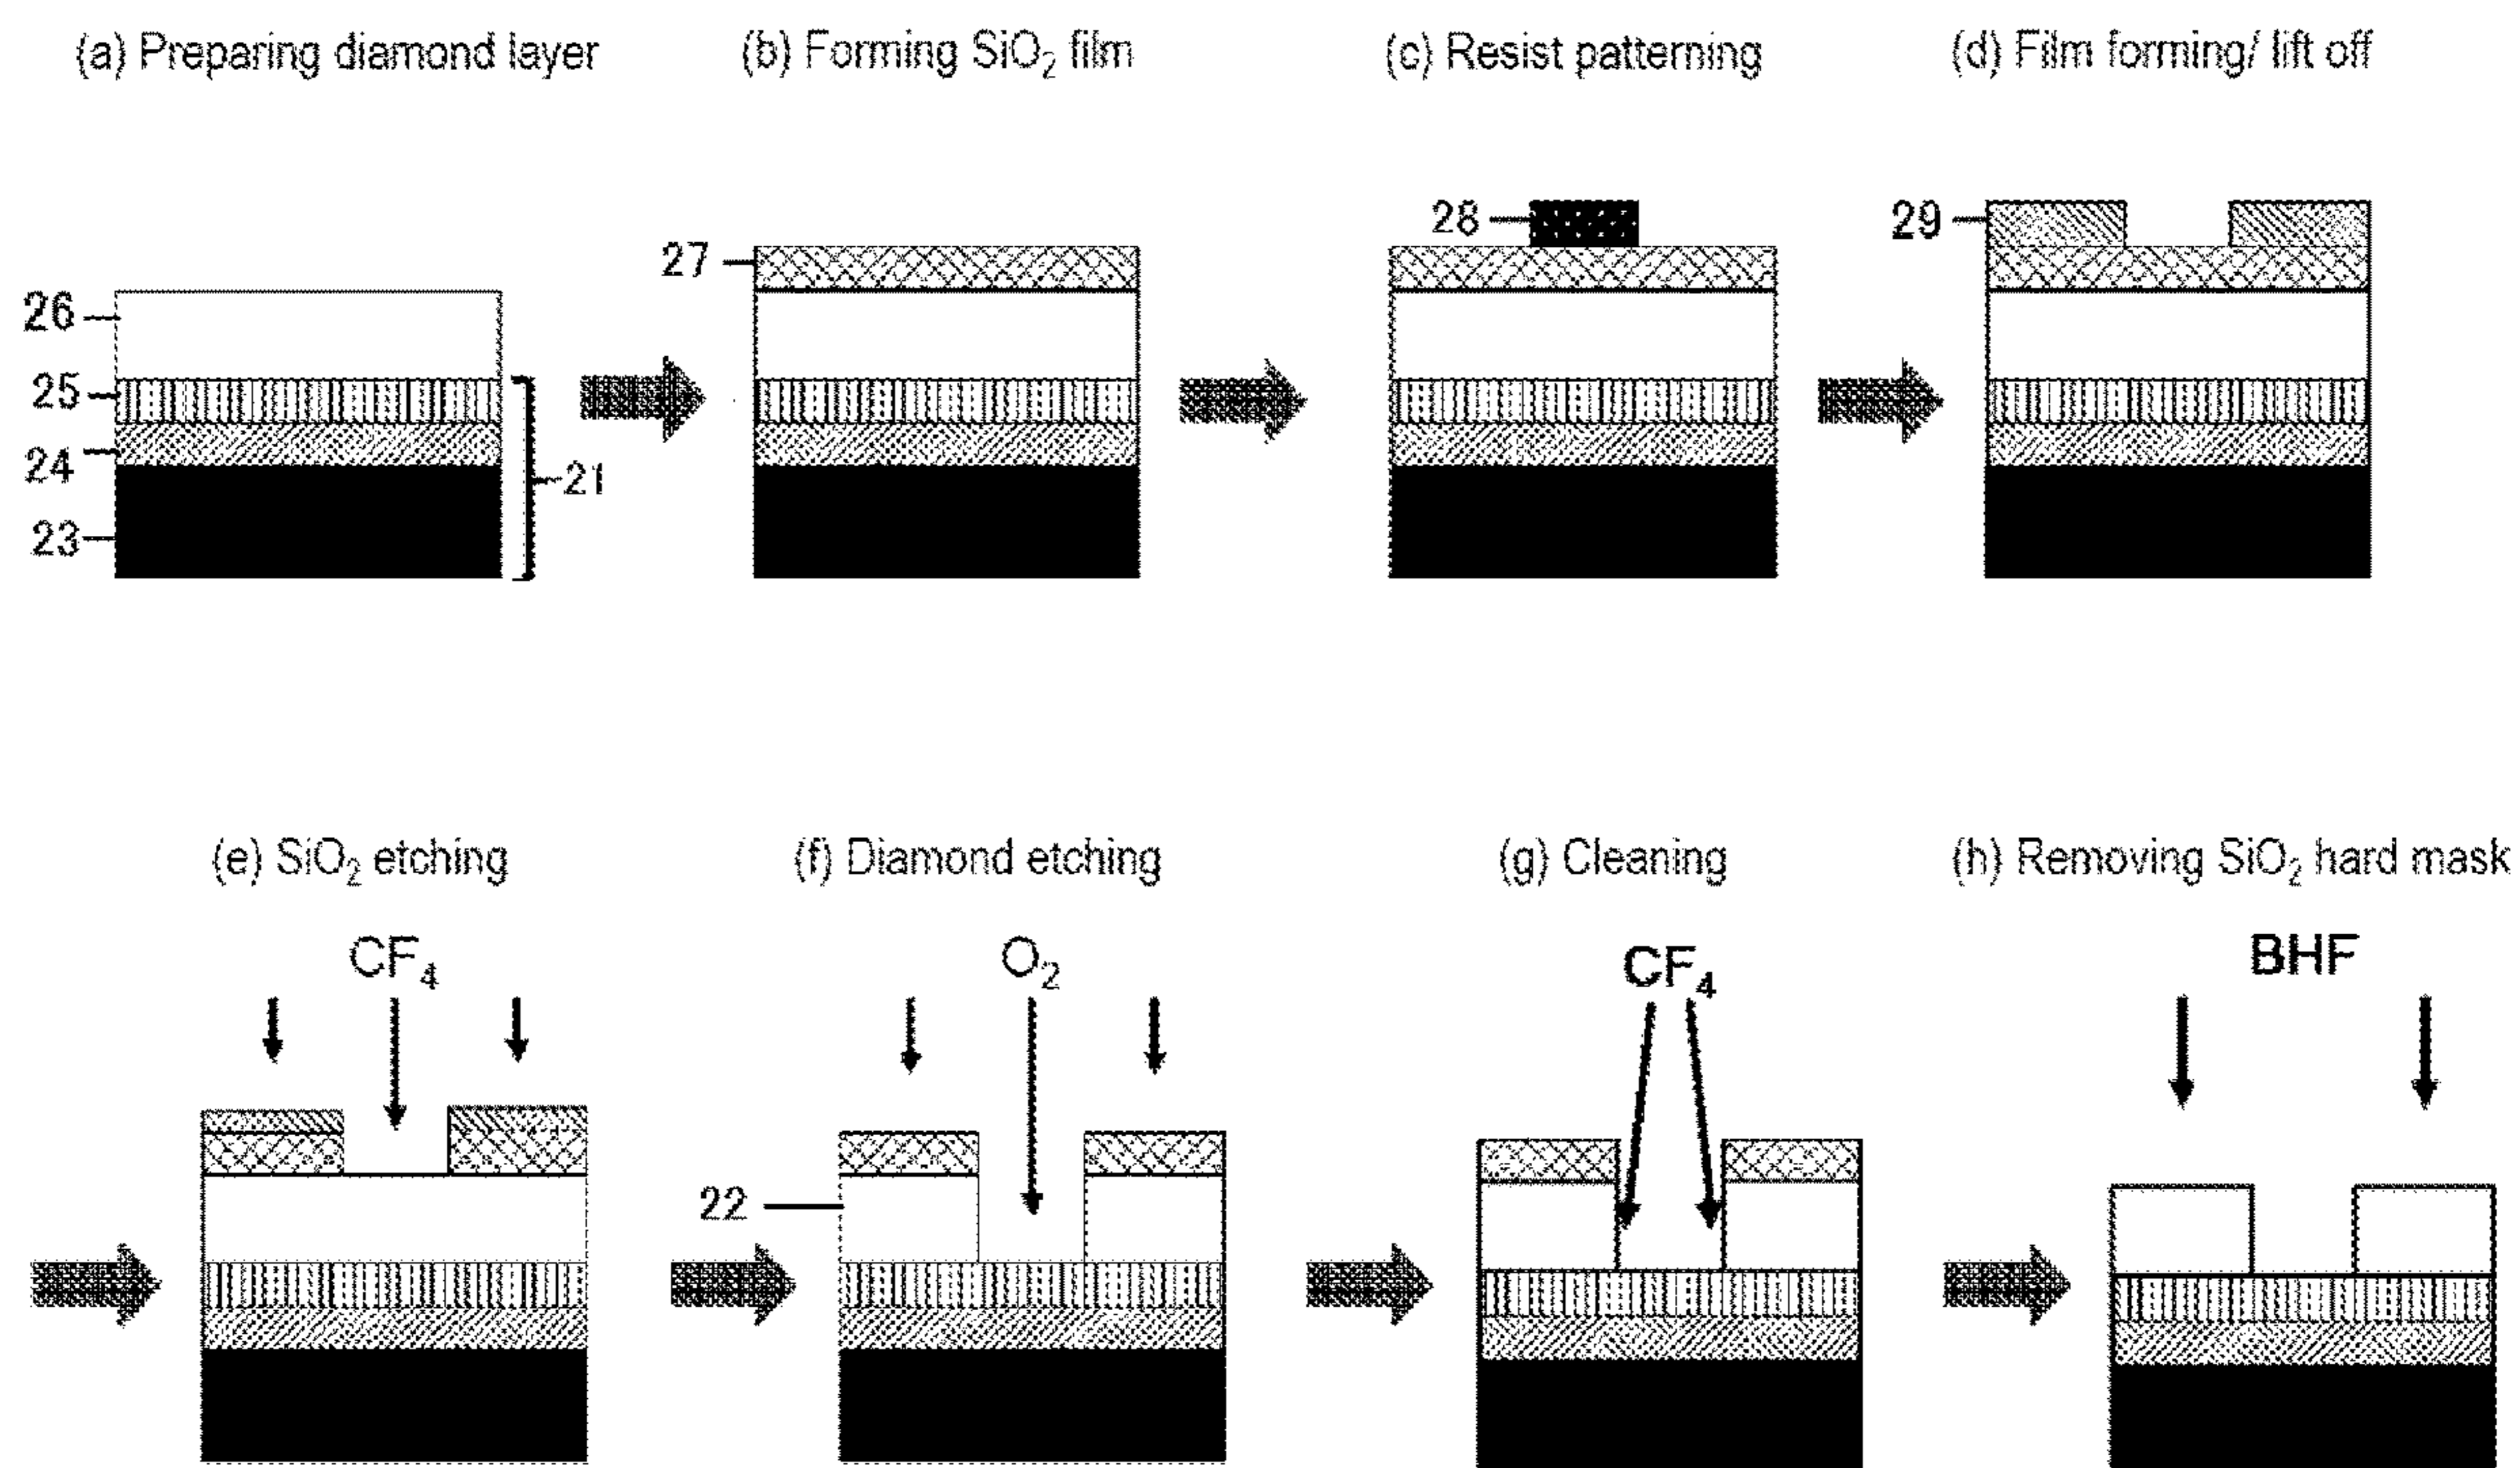 (a) Preparing diamond layer
(b) Forming SiO₂ film
(c) Resist patterning
(d) Film forming/ lift off
26
25
24
23
21
27
28
29
(e) SiO₂ etching
(f) Diamond etching
(g) Cleaning
(h) Removing SiO₂ hard mask
CF₄
O₂
CF₄
BHF
22